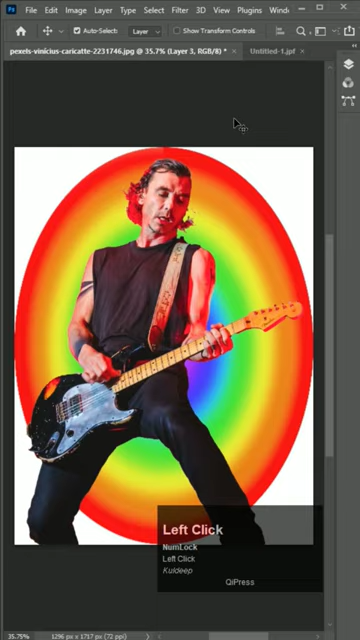 Ps File Edit Image Layer Type Select Filter 3D View Plugins Windo
Auto-Select: Layer Show Transform Controls
pexels-vinicius-caricatte-2231746.jpg @ 35.7% (Layer 3, RGB/8) * × Untitled-1.jpf ×
Left Click
NumLock
Left Click
Kuldeep
QiPress
35.75% 1296 px x 1717 px (72 ppi)